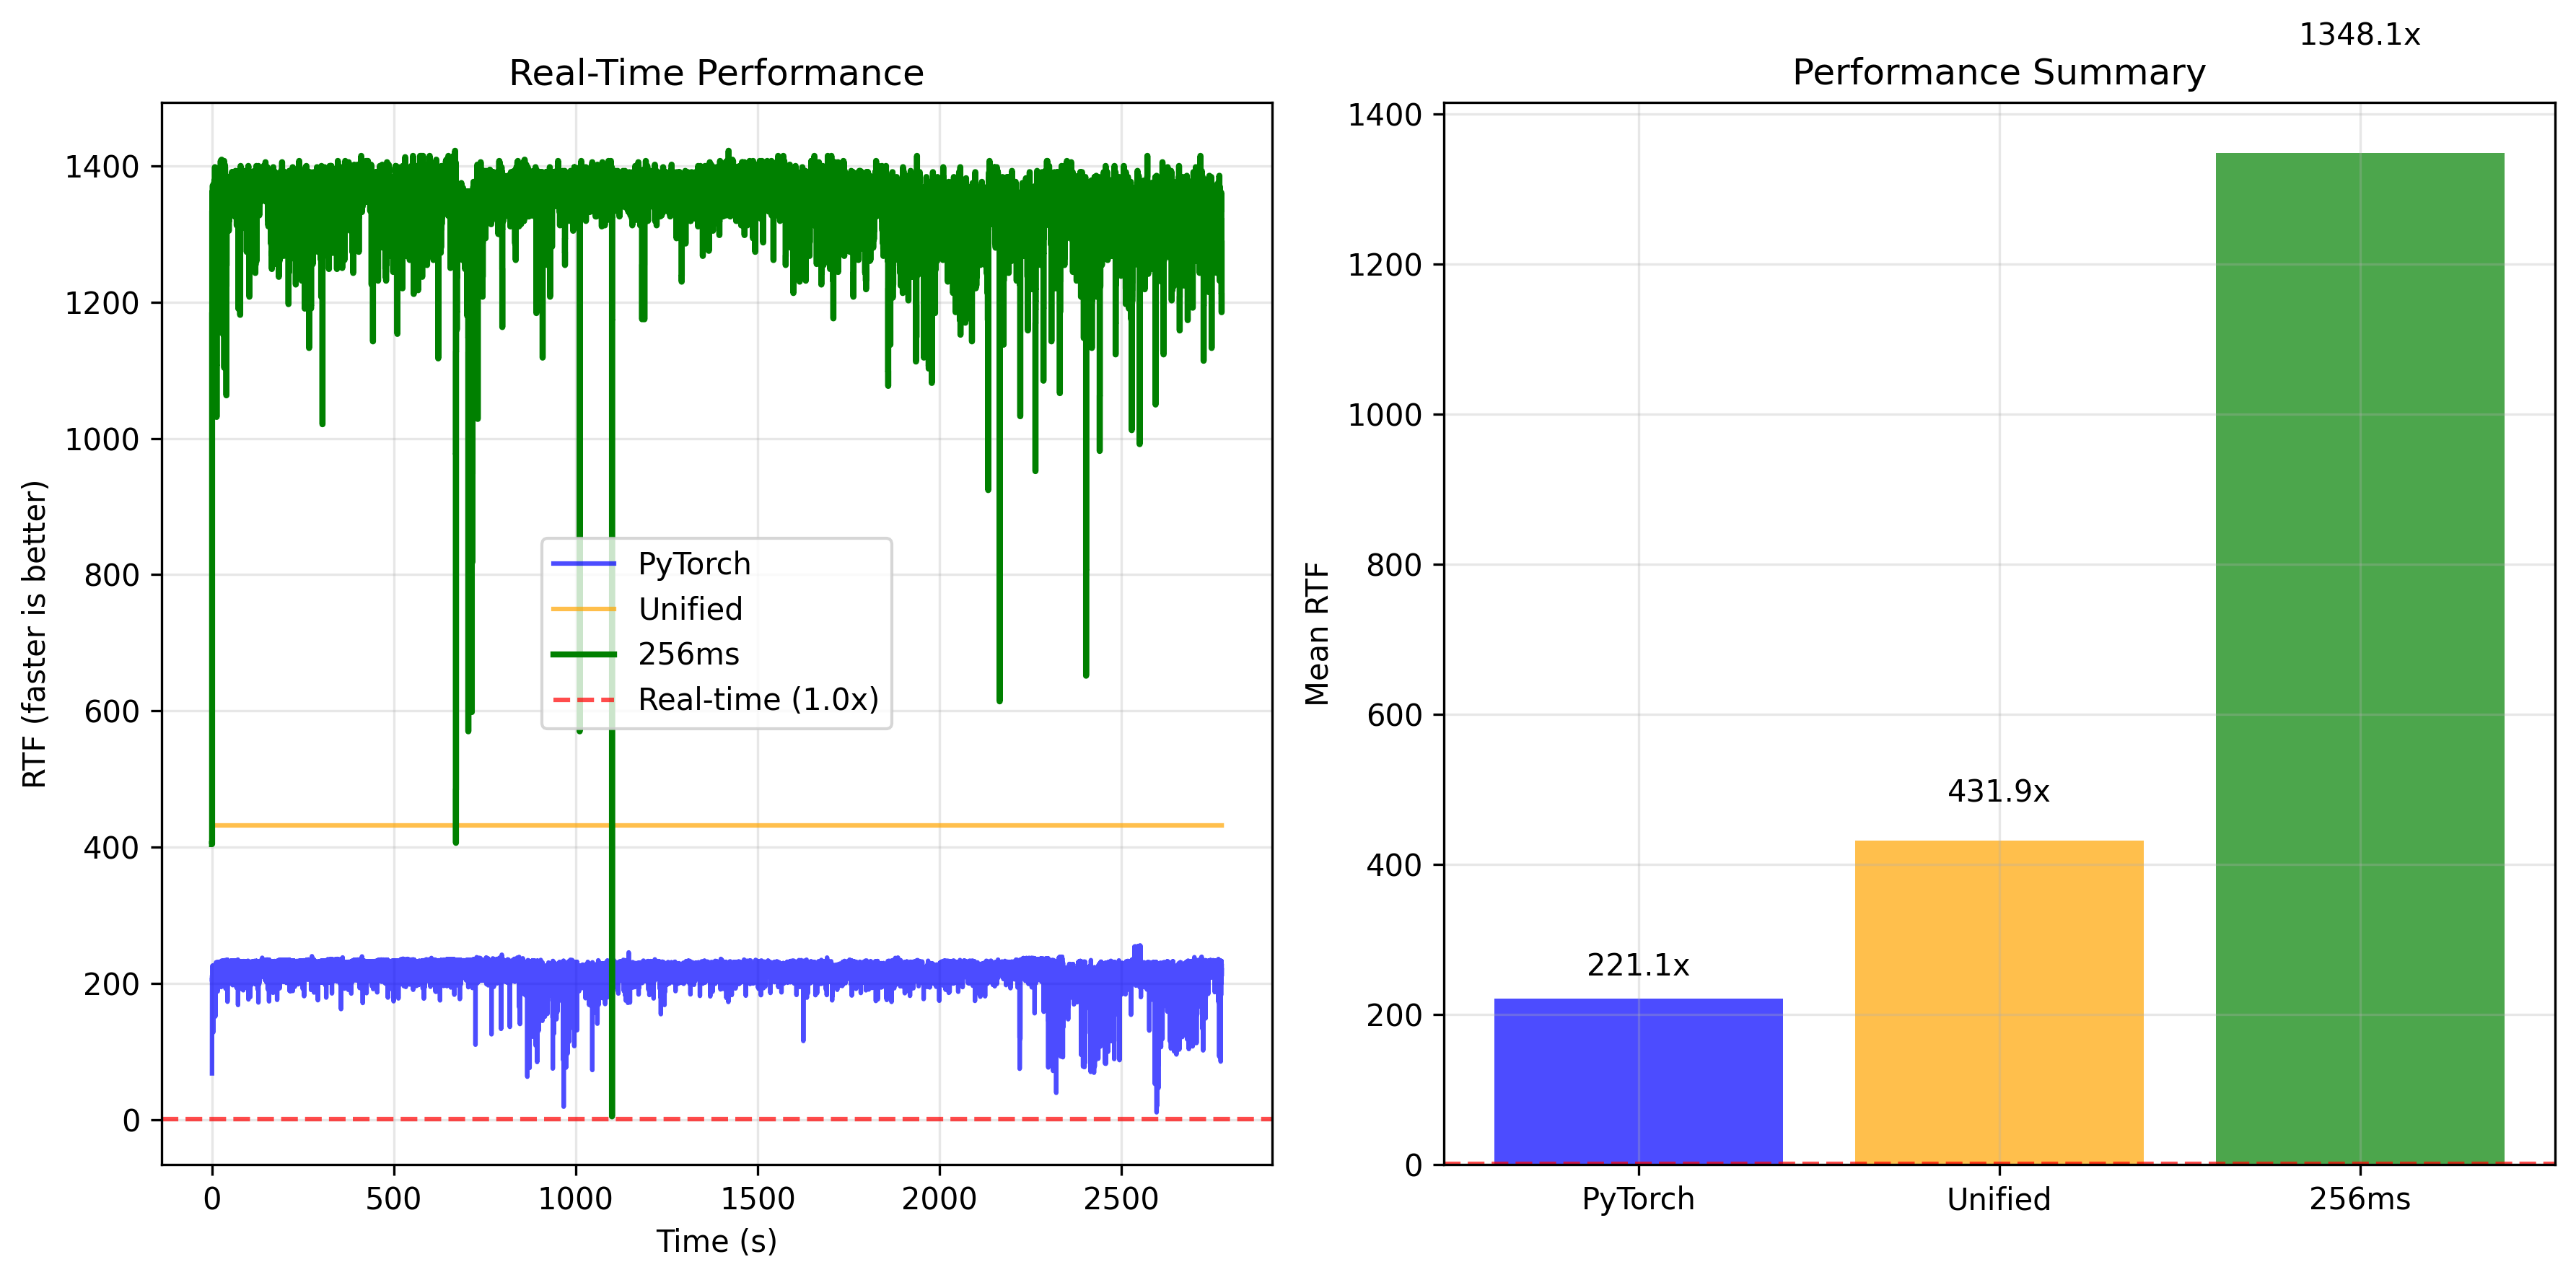 Real-Time Performance
RTF (faster is better)
1400
1200
1000
800
600
400
200
0
PyTorch
Unified
256ms
Real-time (1.0x)
0 500 1000 1500 2000 2500
Time (s)
1348.1x
Performance Summary
Mean RTF
1400
1200
1000
800
600
400
200
0
431.9x
221.1x
PyTorch Unified 256ms